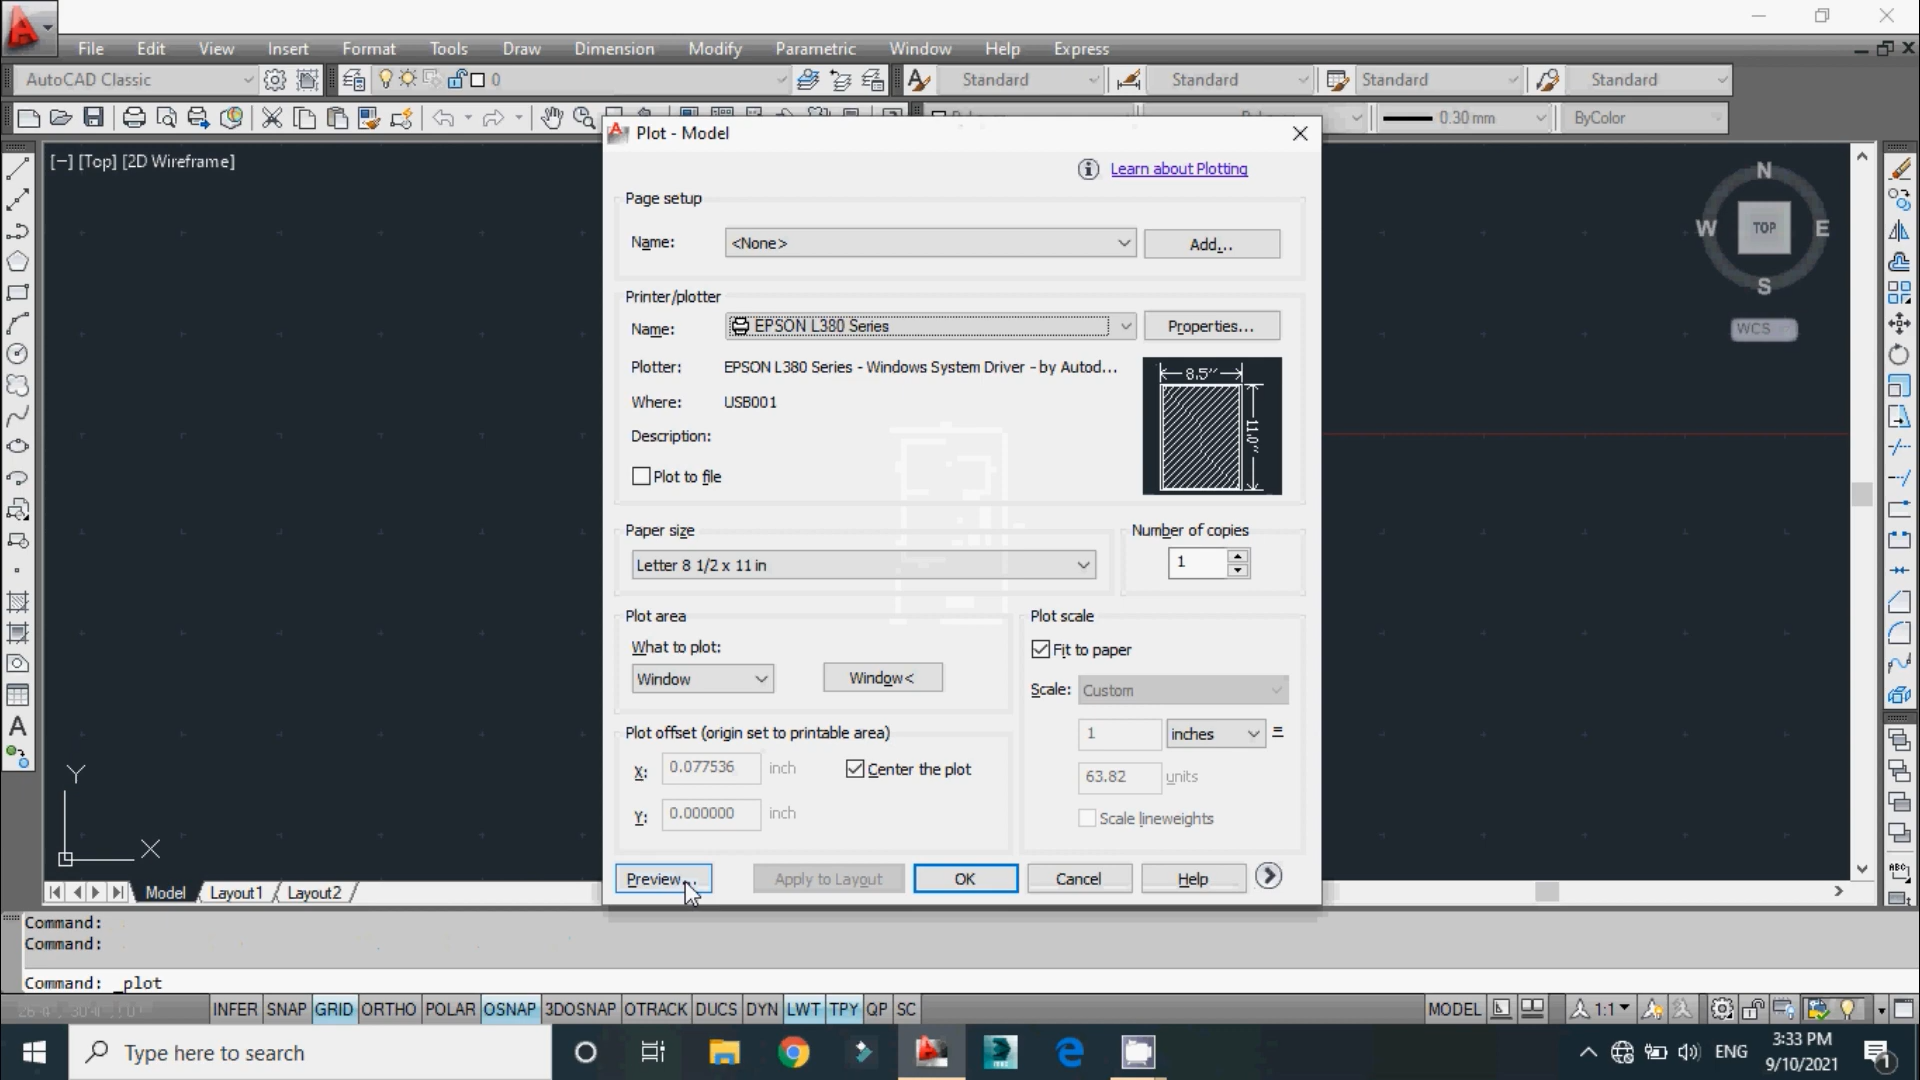 File Edit View Insert Format Tools Draw Dimension Modify Parametric Window Help Express
AutoCAD Classic 0 Standard Standard Standard Standard
0.30 mm ByColor
[−] [Top] [2D Wireframe]
Plot - Model
Learn about Plotting
Page setup
Name: <None> Add...
Printer/plotter
Name: EPSON L380 Series Properties...
Plotter: EPSON L380 Series - Windows System Driver - by Autod...
Where: USB001
Description:
Plot to file
8.5''
11.0''
Paper size
Letter 8 1/2 x 11 in
Number of copies
1
Plot area
What to plot:
Window Window<
Plot scale
Fit to paper
Scale: Custom
1 inches =
63.82 units
Scale lineweights
Plot offset (origin set to printable area)
X: 0.077536 inch Center the plot
Y: 0.000000 inch
Preview... Apply to Layout OK Cancel Help
N
W TOP E
S
WCS
Y
X
Model Layout1 Layout2
Command:
Command:
Command: _plot
INFER SNAP GRID ORTHO POLAR OSNAP 3DOSNAP OTRACK DUCS DYN LWT TPY QP SC MODEL 1:1
Type here to search
ENG
3:33 PM
9/10/2021
1